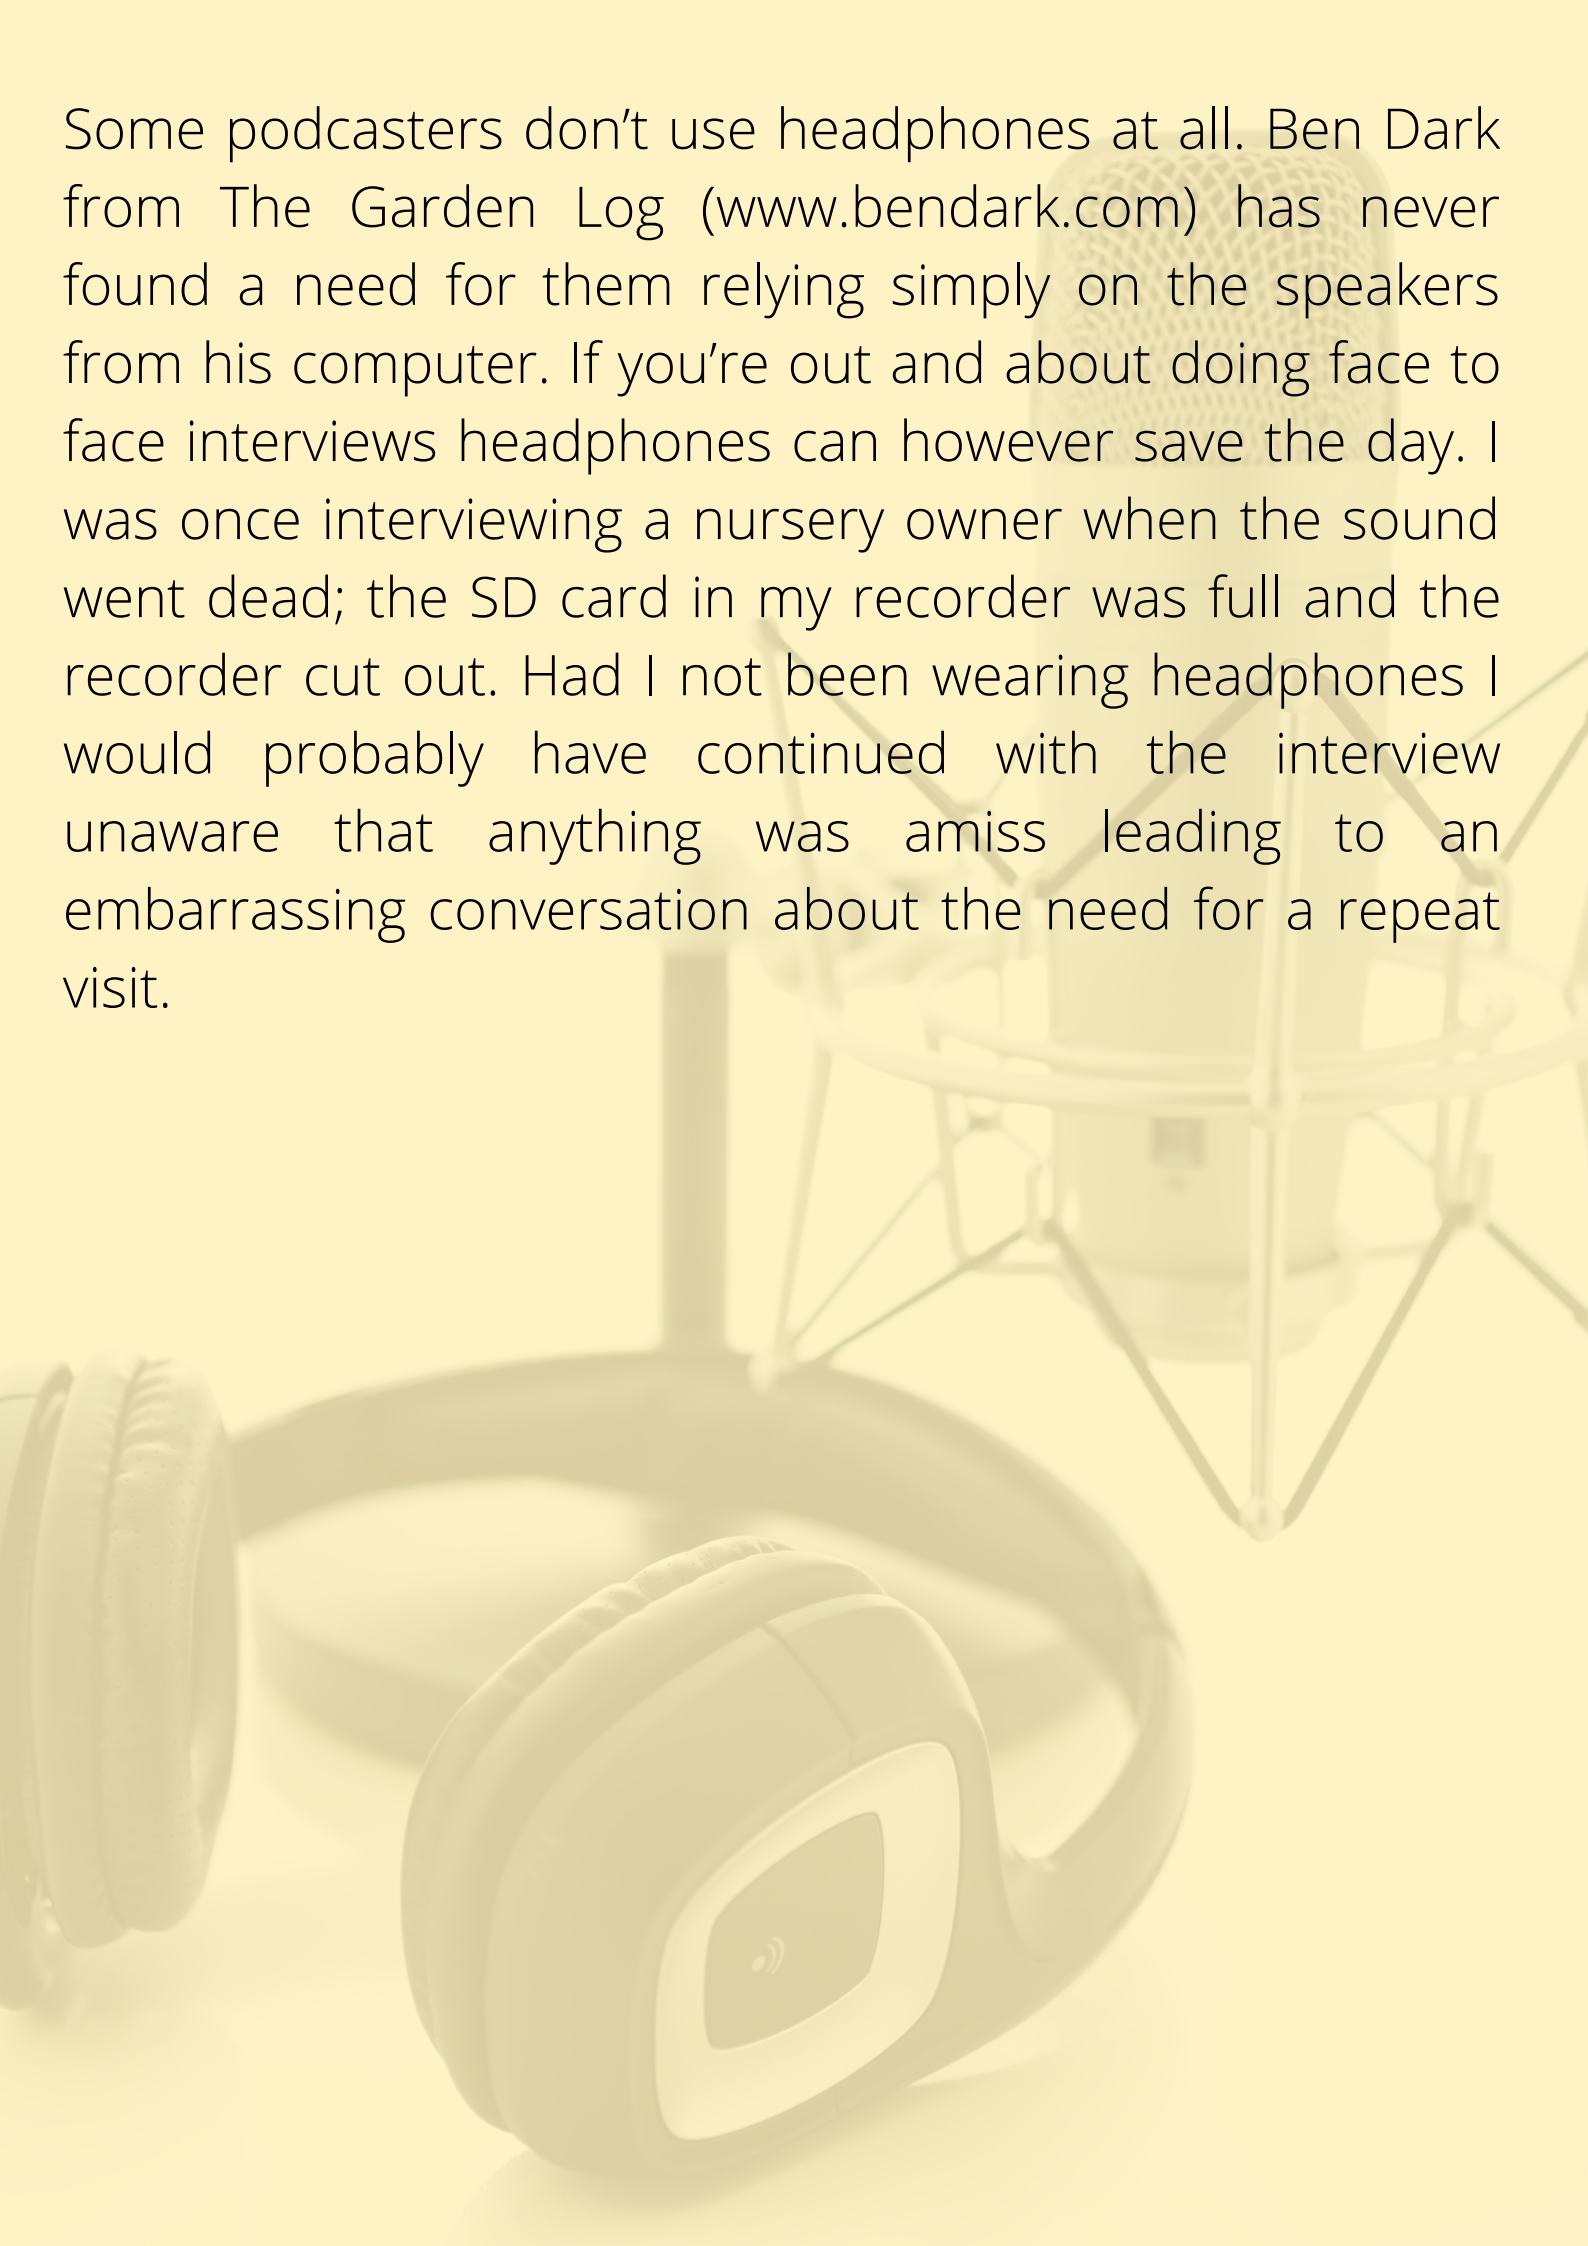 Some podcasters don’t use headphones at all. Ben Dark
from The Garden Log (www.bendark.com) has never
found a need for them relying simply on the speakers
from his computer. If you’re out and about doing face to
face interviews headphones can however save the day. I
was once interviewing a nursery owner when the sound
went dead; the SD card in my recorder was full and the
recorder cut out. Had I not been wearing headphones I
would probably have continued with the interview
unaware that anything was amiss leading to an
embarrassing conversation about the need for a repeat
visit.